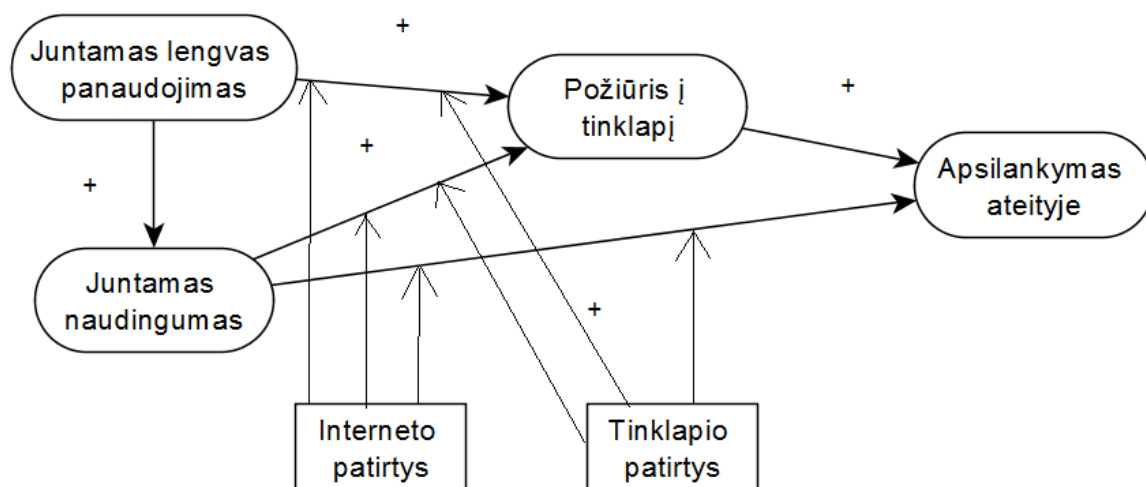 +
Juntamas lengvas
panaudojimas
Požiūris į
tinklapį
+
+
Apsilankymas
ateityje
+
Juntamas
naudingumas
+
Interneto
patirtys
Tinklapio
patirtys